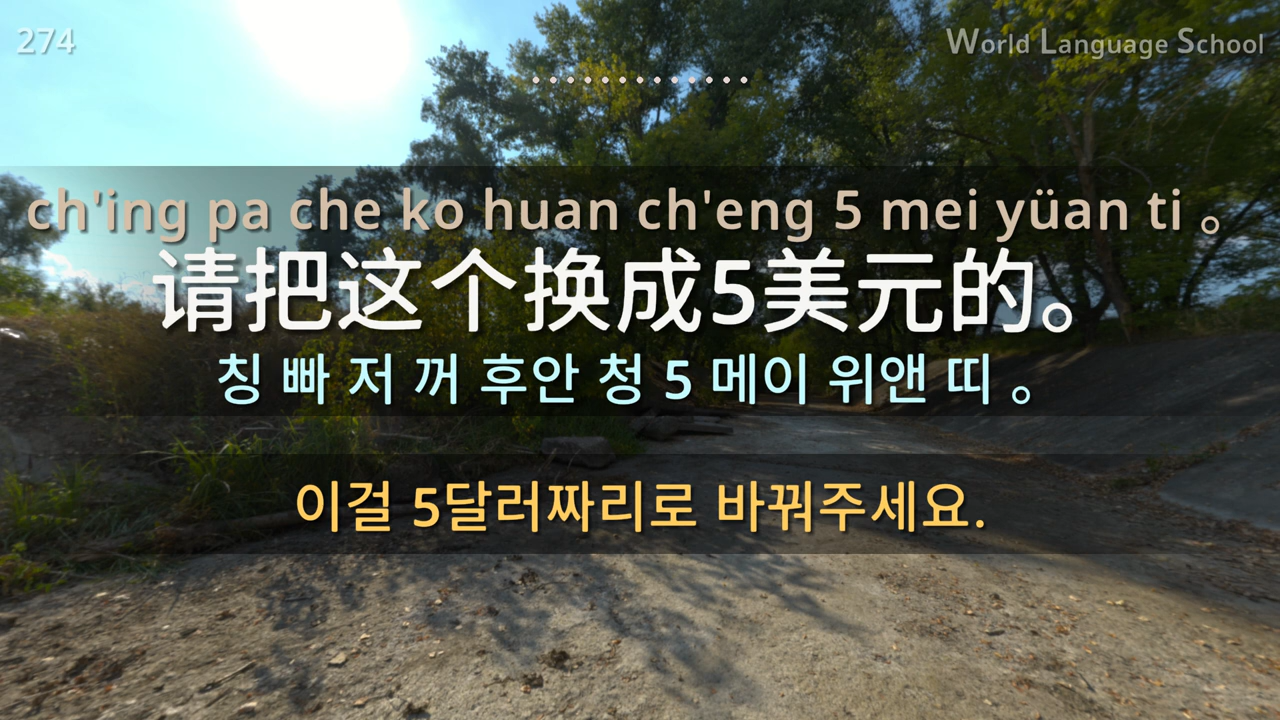 274
World Language School
ch'ing pa che ko huan ch'eng 5 mei yüan ti 。
请把这个换成5美元的。
칭 빠 저 꺼 후안 청 5 메이 위앤 띠 。
이걸 5달러짜리로 바꿔주세요.